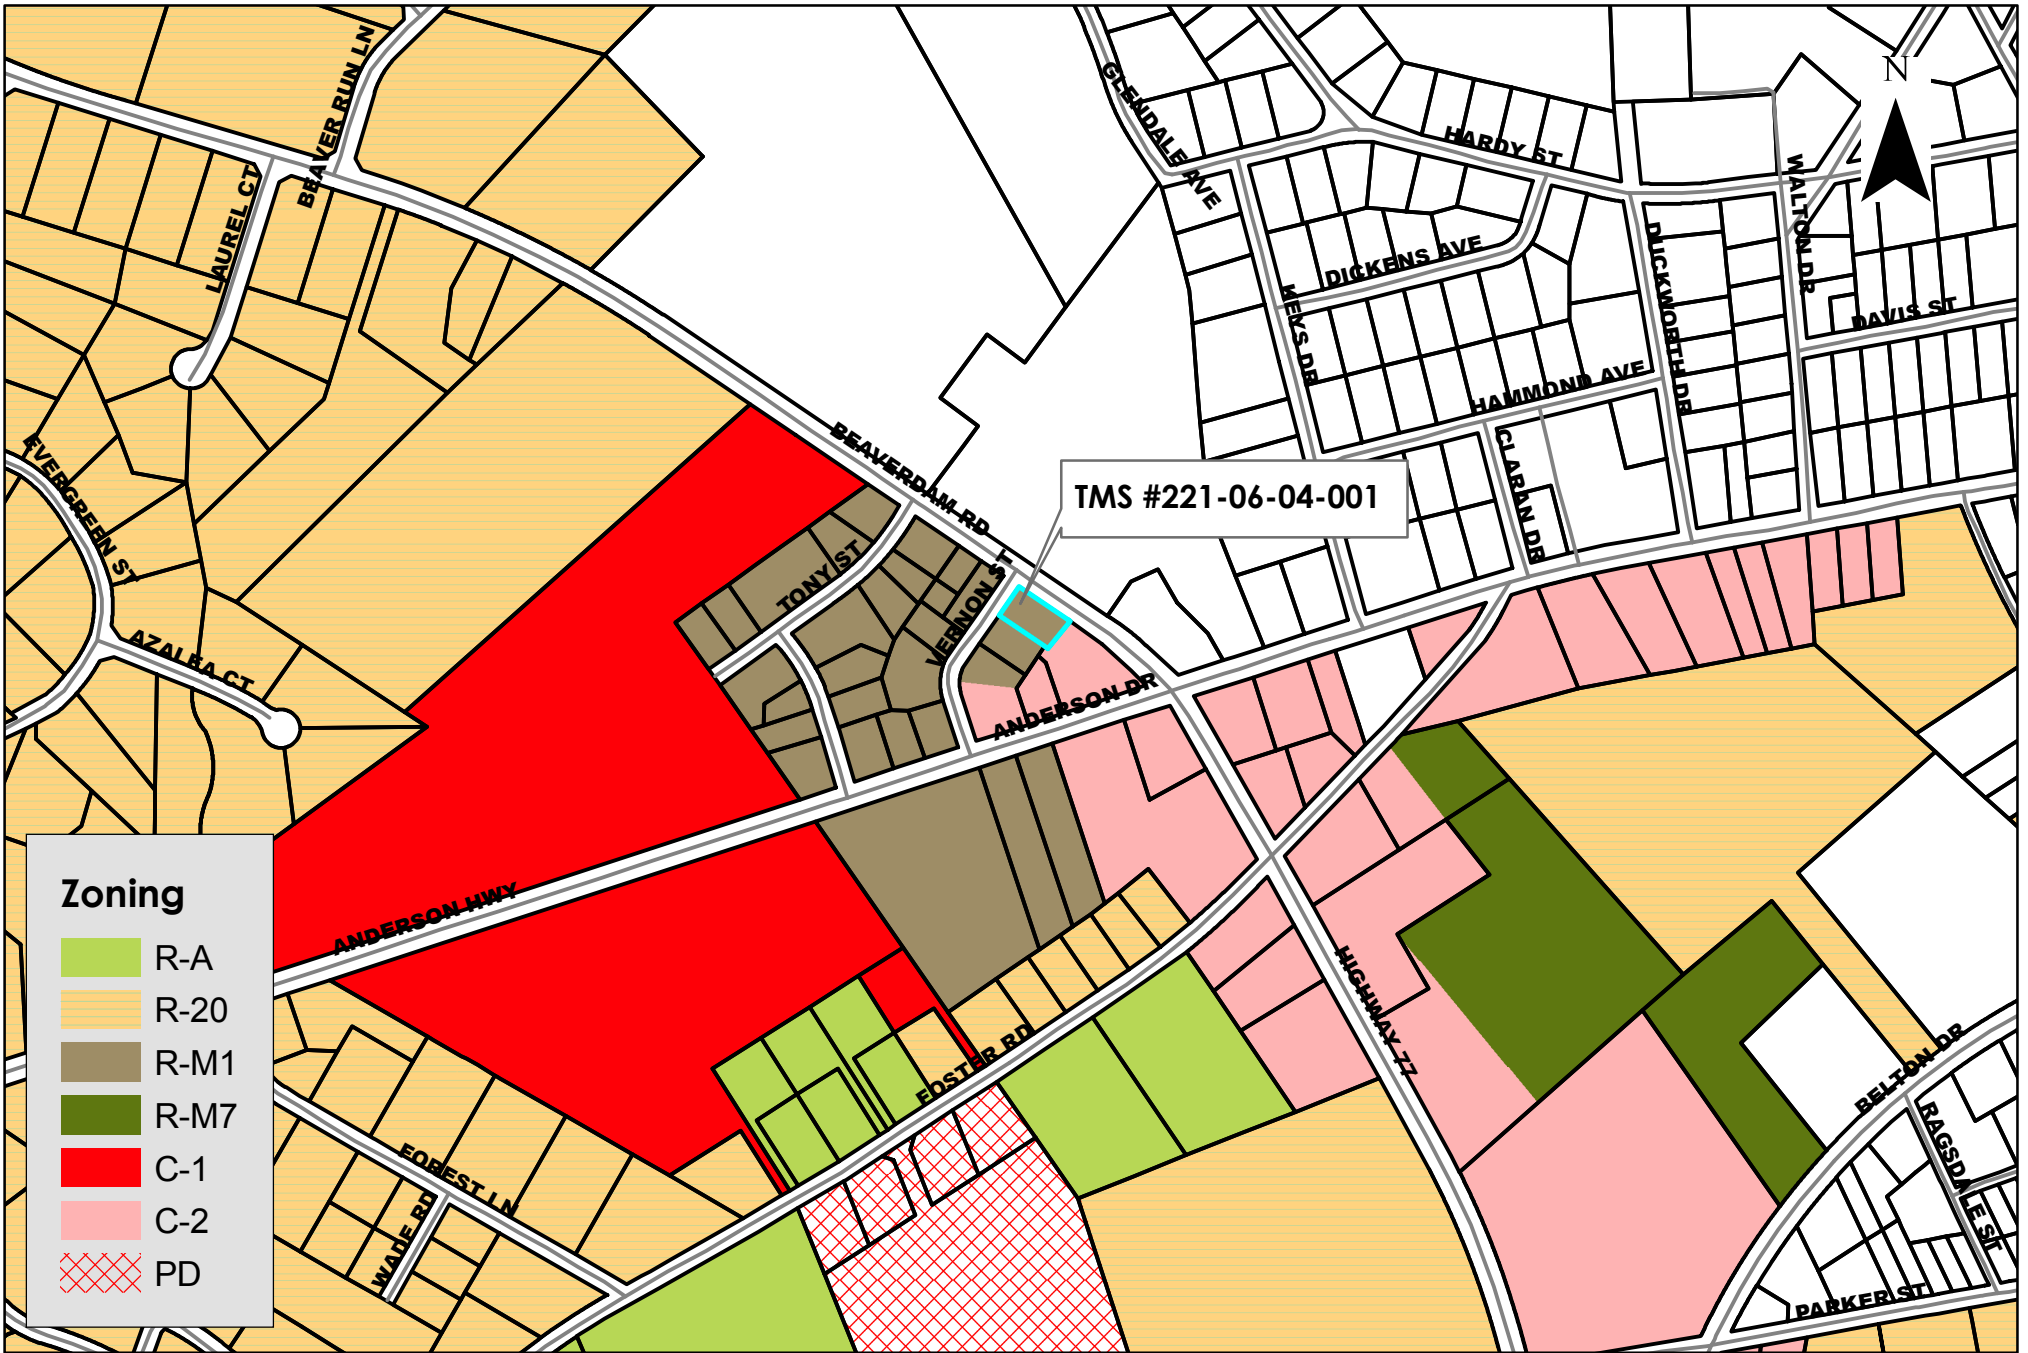 BEAVER RUN LN
LAUREL CT
GLENDALE AVE
HARDY ST
N
WALTON DR
DICKENS AVE
KEYS DR
DUCKWORTH DR
DAVIS ST
HAMMOND AVE
CLARAN DR
EVERGREEN ST
BEAVERDAM RD
TMS #221-06-04-001
TONY ST
VERNON ST
AZALEA CT
ANDERSON DR
ANDERSON HWY
HIGHWAY 77
FOSTER RD
BELTON DR
RAGSDALE ST
FOREST LN
WADE RD
PARKER ST
Zoning
R-A
R-20
R-M1
R-M7
C-1
C-2
PD